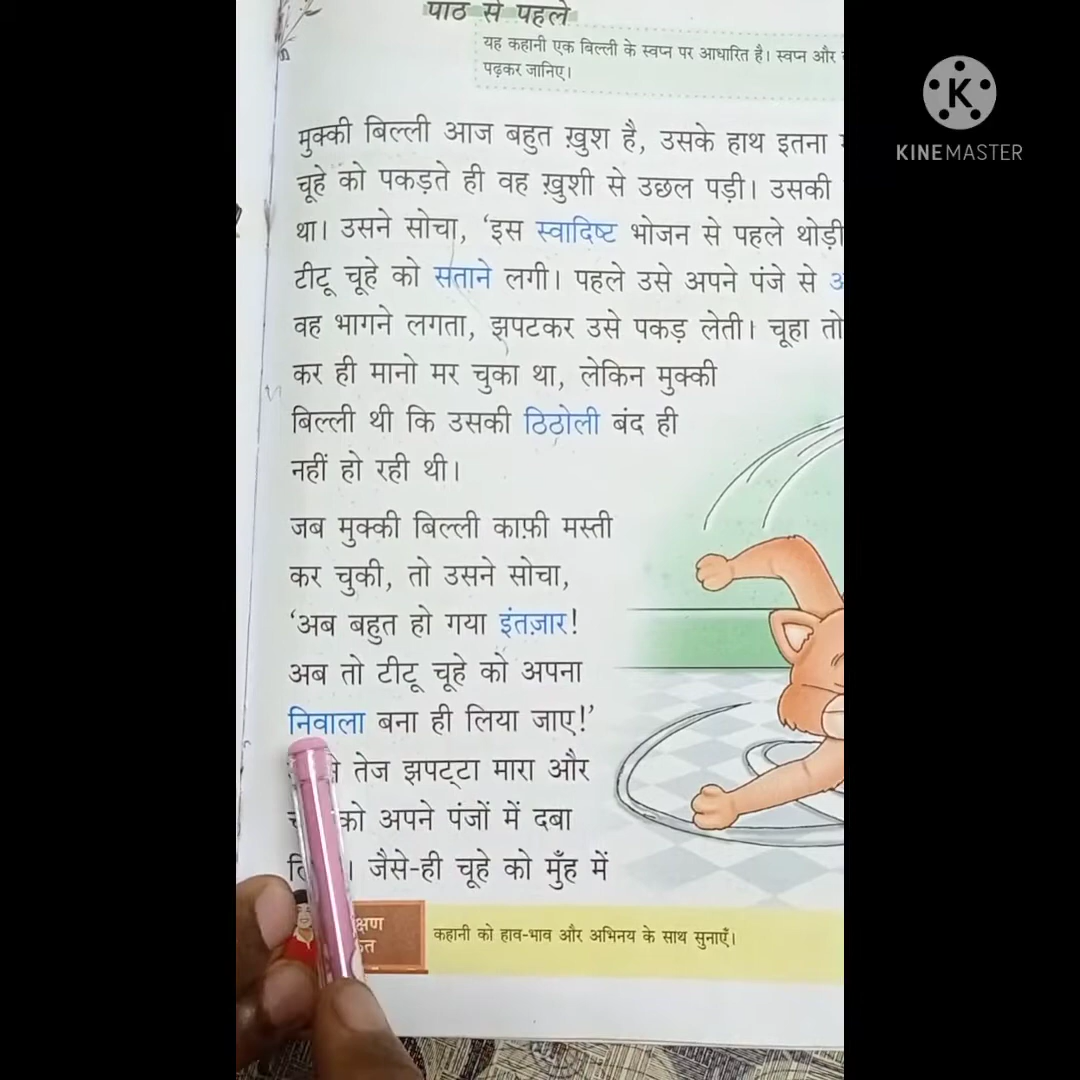 पाठ से पहले
यह कहानी एक बिल्ली के स्वप्न पर आधारित है। स्वप्न और
पढ़कर जानिए।
मुक्की बिल्ली आज बहुत ख़ुश है, उसके हाथ इतना
चूहे को पकड़ते ही वह ख़ुशी से उछल पड़ी। उसकी
था। उसने सोचा, ‘इस स्वादिष्ट भोजन से पहले थोड़ी
टीटू चूहे को सताने लगी। पहले उसे अपने पंजे से
वह भागने लगता, झपटकर उसे पकड़ लेती। चूहा तो
कर ही मानो मर चुका था, लेकिन मुक्की
बिल्ली थी कि उसकी ठिठोली बंद ही
नहीं हो रही थी।
जब मुक्की बिल्ली काफ़ी मस्ती
कर चुकी, तो उसने सोचा,
‘अब बहुत हो गया इंतज़ार!
अब तो टीटू चूहे को अपना
निवाला बना ही लिया जाए!’
तेज झपट्टा मारा और
को अपने पंजों में दबा
जैसे-ही चूहे को मुँह में
कहानी को हाव-भाव और अभिनय के साथ सुनाएँ।
K
KINEMASTER